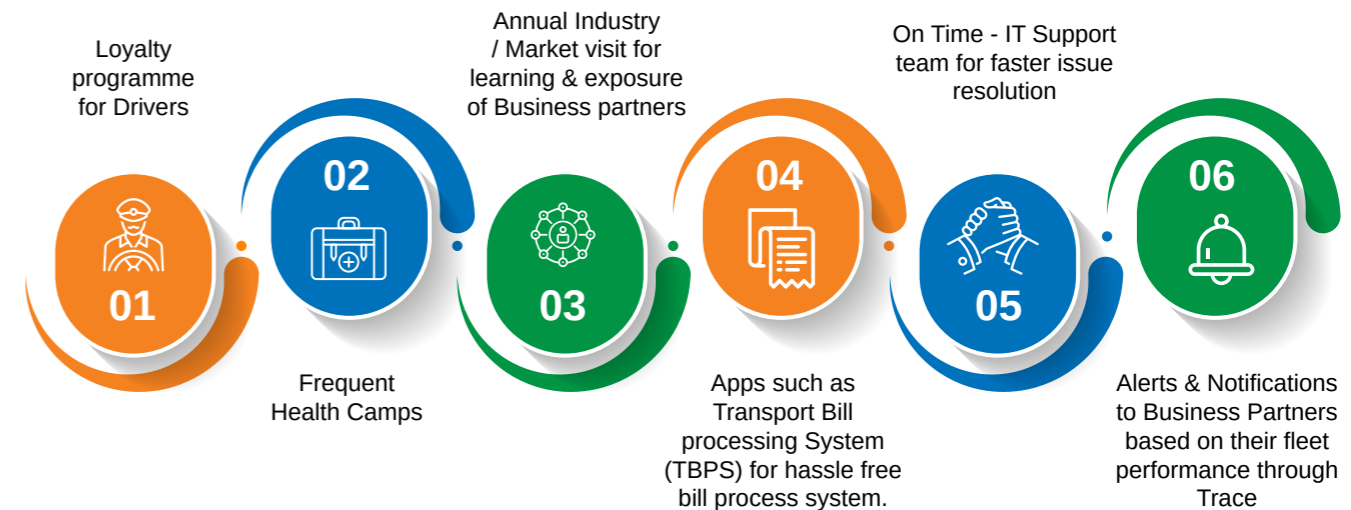 Loyalty
programme
for Drivers
01
02
Frequent
Health Camps
Annual Industry
/ Market visit for
learning & exposure
of Business partners
03
04
Apps such as
Transport Bill
processing System
(TBPS) for hassle free
bill process system.
On Time - IT Support
team for faster issue
resolution
05
06
Alerts & Notifications
to Business Partners
based on their fleet
performance through
Trace